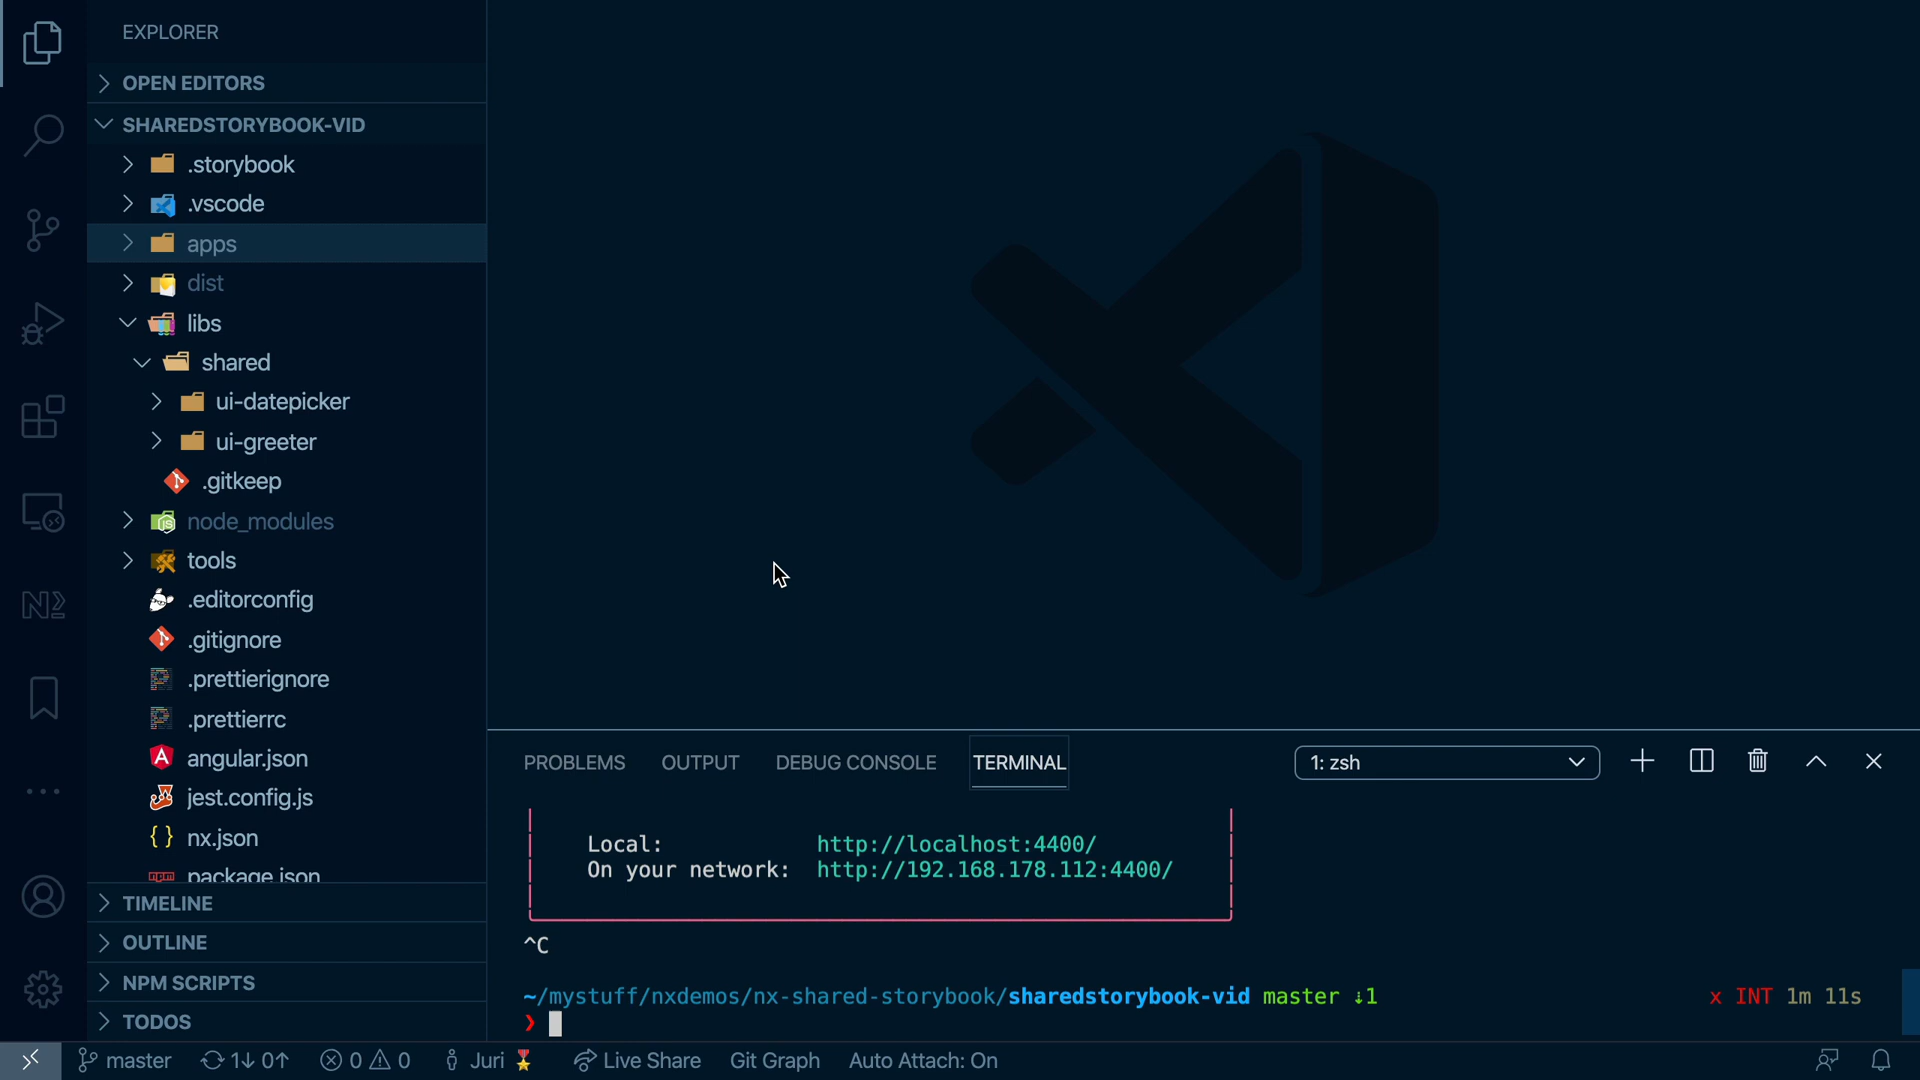 EXPLORER
OPEN EDITORS
SHAREDSTORYBOOK-VID
.storybook
.vscode
apps
dist
libs
shared
ui-datepicker
ui-greeter
.gitkeep
node_modules
tools
.editorconfig
.gitignore
.prettierignore
.prettierrc
angular.json
jest.config.js
nx.json
package.json
TIMELINE
OUTLINE
NPM SCRIPTS
TODOS
PROBLEMS OUTPUT DEBUG CONSOLE TERMINAL 1: zsh
Local: http://localhost:4400/
On your network: http://192.168.178.112:4400/
^C
~/mystuff/nxdemos/nx-shared-storybook/sharedstorybook-vid master ⇣1 x INT 1m 11s
❯
master 1↓ 0↑ 0 0 Juri Live Share Git Graph Auto Attach: On